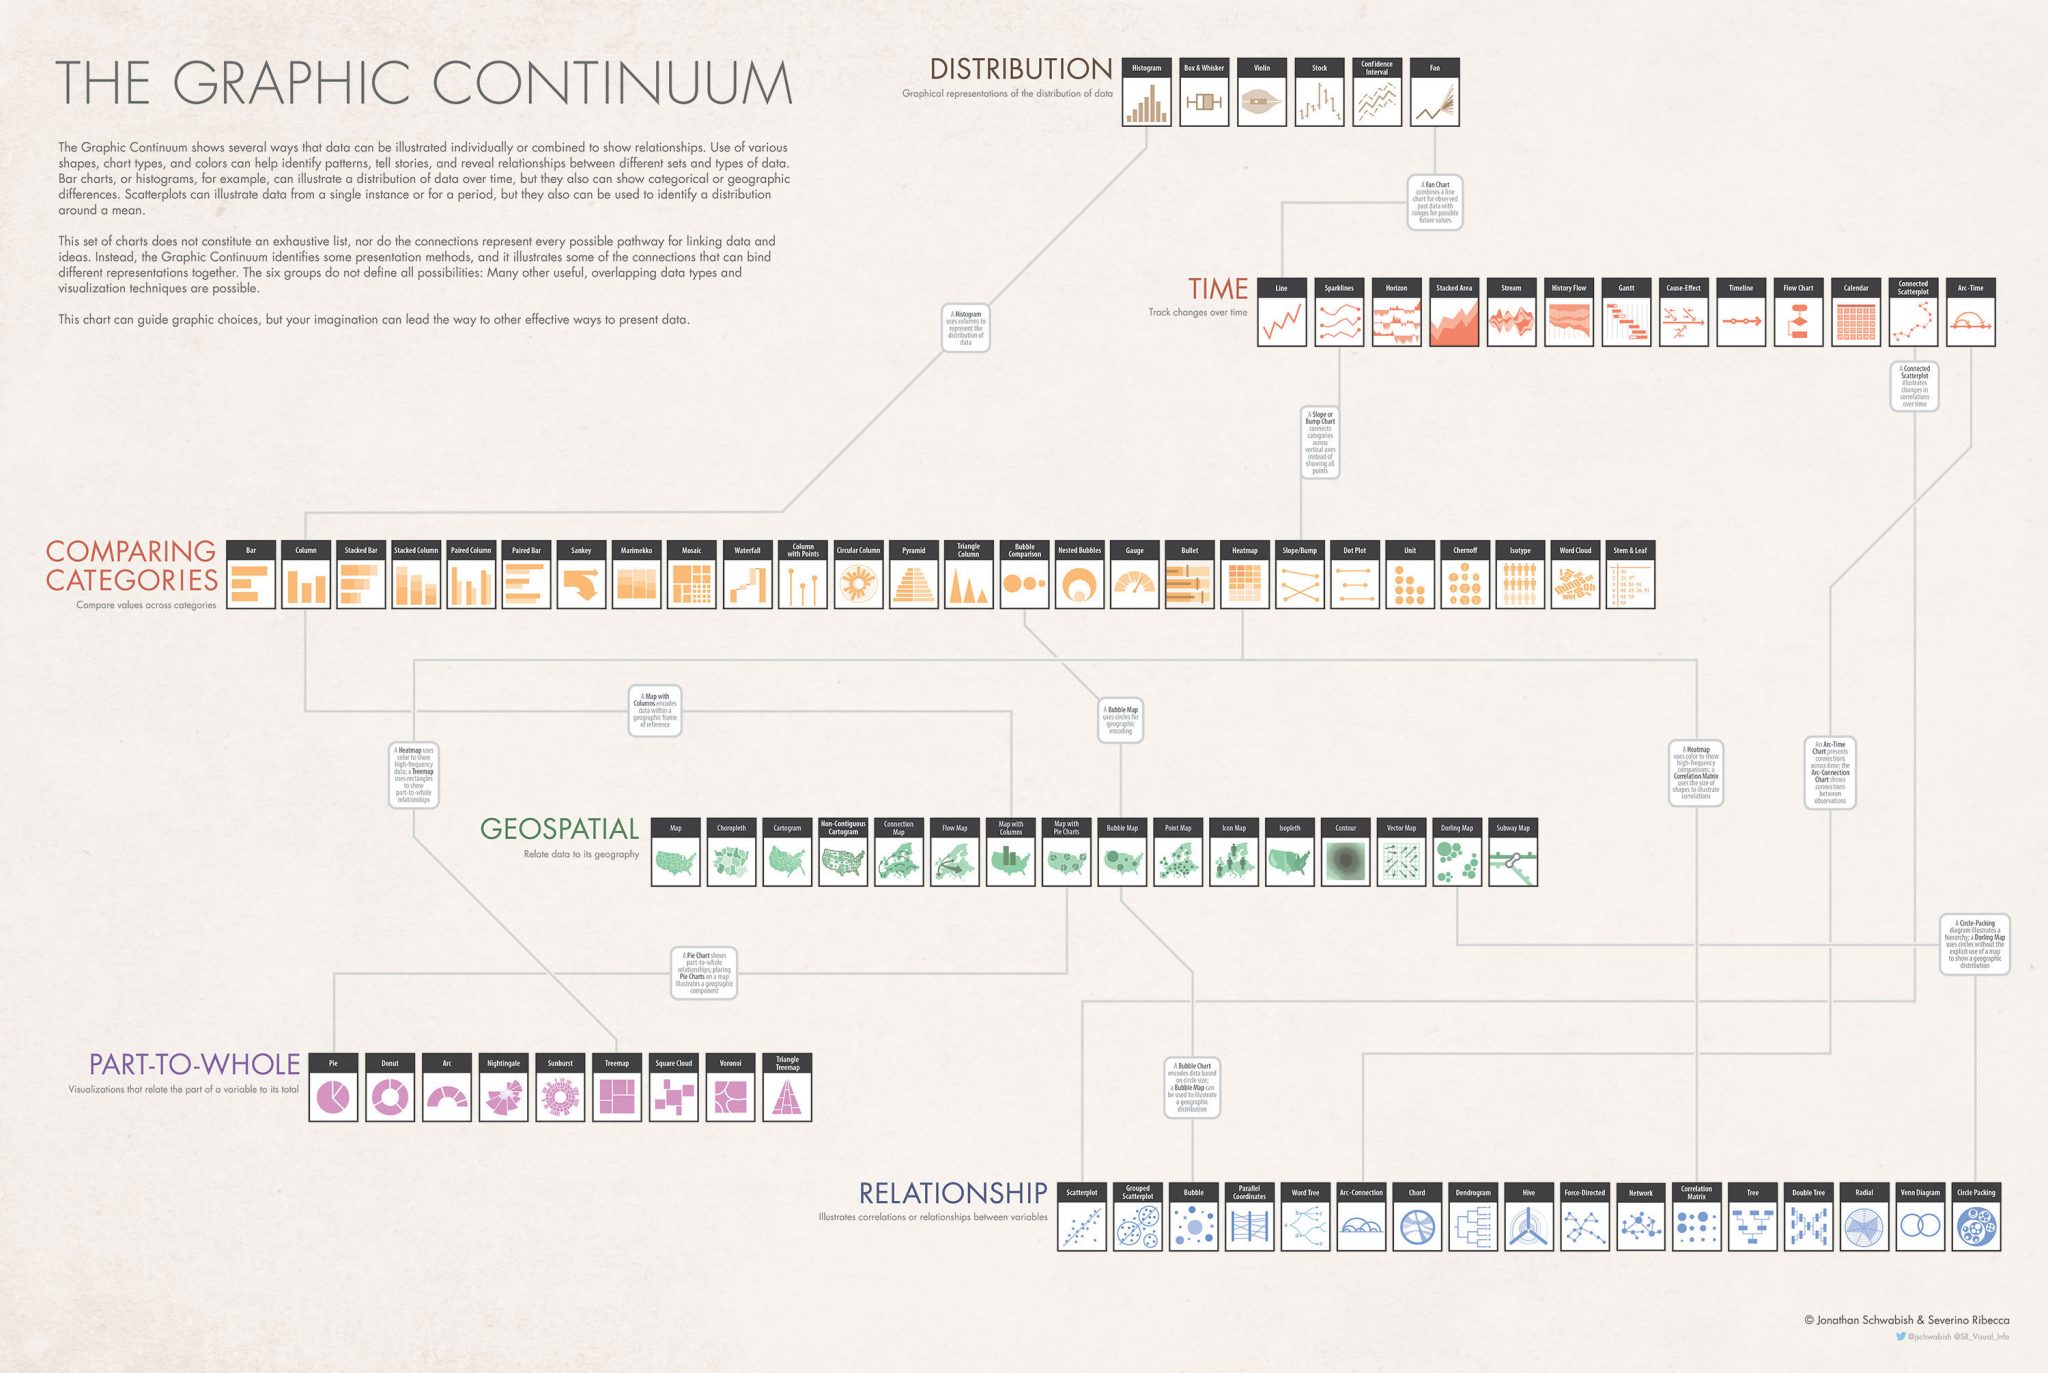 THE GRAPHIC CONTINUUM
The Graphic Continuum shows several ways that data can be illustrated individually or combined to show relationships. Use of various
shapes, chart types, and colors can help identify patterns, tell stories, and reveal relationships between different sets and types of data.
Bar charts, or histograms, for example, can illustrate a distribution of data over time, but they also can show categorical or geographic
differences. Scatterplots can illustrate data from a single instance or for a period, but they also can be used to identify a distribution
around a mean.
This set of charts does not constitute an exhaustive list, nor do the connections represent every possible pathway for linking data and
ideas. Instead, the Graphic Continuum identifies some presentation methods, and it illustrates some of the connections that can bind
different representations together. The six groups do not define all possibilities: Many other useful, overlapping data types and
visualization techniques are possible.
This chart can guide graphic choices, but your imagination can lead the way to other effective ways to present data.
DISTRIBUTION
Graphical representations of the distribution of data
Histogram
Box & Whisker
Violin
Stock
Confidence
Interval
Fan
A Fan Chart
combines a line
chart for observed
past data with
ranges for possible
future values
TIME
Track changes over time
Line
Sparklines
Horizon
Stacked Area
Stream
History Flow
Gantt
Cause-Effect
Timeline
Flow Chart
Calendar
Connected
Scatterplot
Arc-Time
A Histogram
uses columns to
represent the
distribution of
data
A Connected
Scatterplot
illustrates
changes in
correlations
over time
A Slope or
Bump Chart
connects
categories
across
vertical axes
instead of
showing all
points
COMPARING
CATEGORIES
Compare values across categories
Bar
Column
Stacked Bar
Stacked Column
Paired Column
Paired Bar
Sankey
Marimekko
Mosaic
Waterfall
Column
with Points
Circular Column
Pyramid
Triangle
Column
Bubble
Comparison
Nested Bubbles
Gauge
Bullet
Heatmap
Slope/Bump
Dot Plot
Unit
Chernoff
Isotype
Word Cloud
Stem & Leaf
A Map with
Columns encodes
data within a
geographic frame
of reference
A Bubble Map
uses circles for
geographic
encoding
A Heatmap uses
color to show
high-frequency
data; a Treemap
uses rectangles
to show
part-to-whole
relationships
A Heatmap
uses color to show
high-frequency
comparisons; a
Correlation Matrix
uses the size of
shapes to illustrate
correlations
An Arc-Time
Chart presents
connections
across time; the
Arc-Connection
Chart shows
connections
between
observations
GEOSPATIAL
Relate data to its geography
Map
Choropleth
Cartogram
Non-Contiguous
Cartogram
Connection
Map
Flow Map
Map with
Columns
Map with
Pie Charts
Bubble Map
Point Map
Icon Map
Isopleth
Contour
Vector Map
Dorling Map
Subway Map
A Pie Chart shows
part-to-whole
relationships; placing
Pie Charts on a map
illustrates a geographic
component
A Circle-Packing
diagram illustrates a
hierarchy; a Dorling Map
uses circles without the
explicit use of a map
to show a geographic
distribution
PART-TO-WHOLE
Visualizations that relate the part of a variable to its total
Pie
Donut
Arc
Nightingale
Sunburst
Treemap
Square Cloud
Voronoi
Triangle
Treemap
A Bubble Chart
encodes data based
on circle size;
a Bubble Map can
be used to illustrate
a geographic
distribution
RELATIONSHIP
Illustrates correlations or relationships between variables
Scatterplot
Grouped
Scatterplot
Bubble
Parallel
Coordinates
Word Tree
Arc-Connection
Chord
Dendrogram
Hive
Force-Directed
Network
Correlation
Matrix
Tree
Double Tree
Radial
Venn Diagram
Circle Packing
© Jonathan Schwabish & Severino Ribecca
@jschwabish @SR_Visual_Info